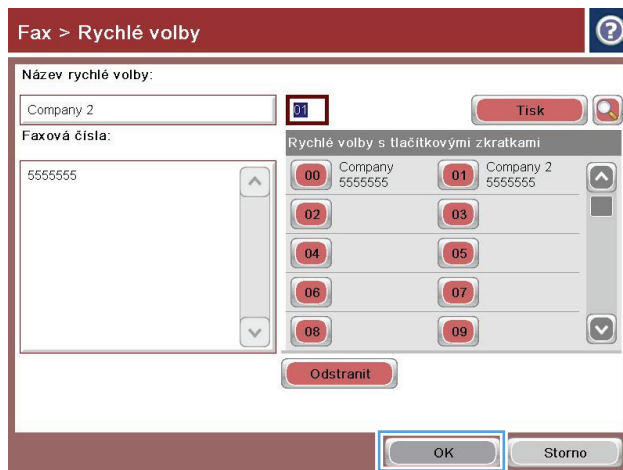 Fax > Rychlé volby
?
Název rychlé volby:
Company 2
01
Tisk
Faxová čísla:
Rychlé volby s tlačítkovými zkratkami
5555555
00 Company 01 Company 2
5555555 5555555
02 03
04 05
06 07
08 09
Odstranit
OK Storno